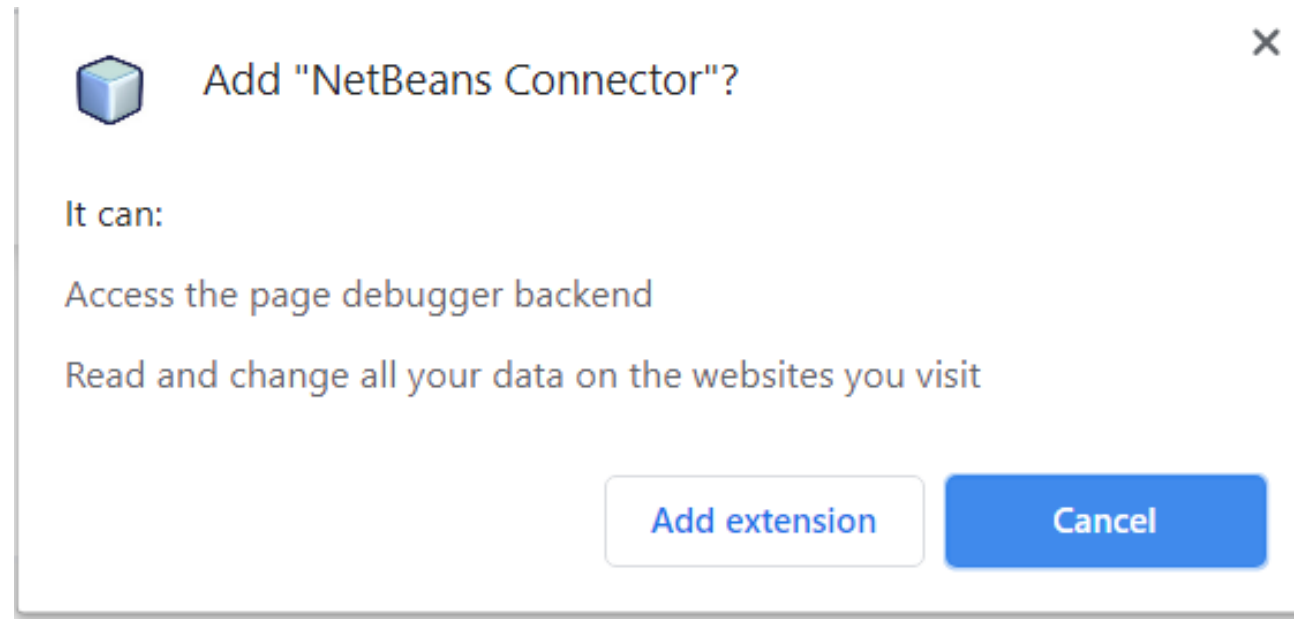 Add "NetBeans Connector"?
It can:
Access the page debugger backend
Read and change all your data on the websites you visit
Add extension
Cancel